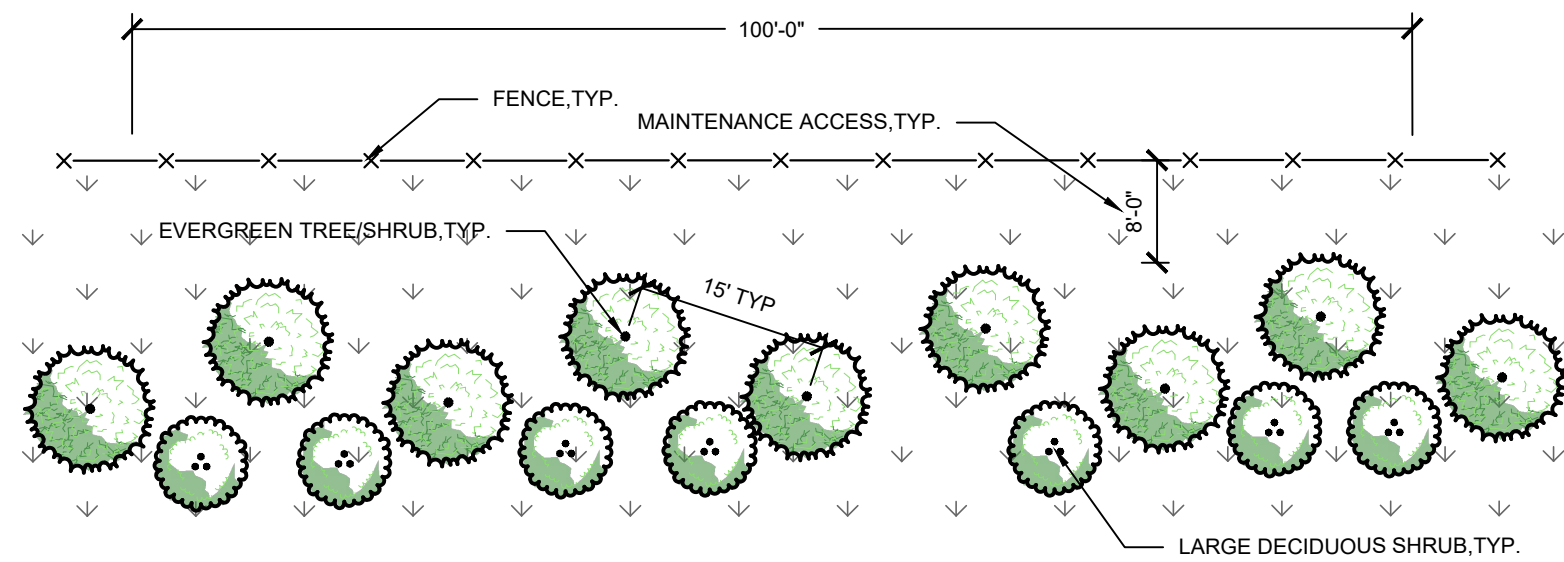 100'-0"
FENCE,TYP.
MAINTENANCE ACCESS,TYP.
8'-0"
EVERGREEN TREE/SHRUB,TYP.
15' TYP
LARGE DECIDUOUS SHRUB,TYP.